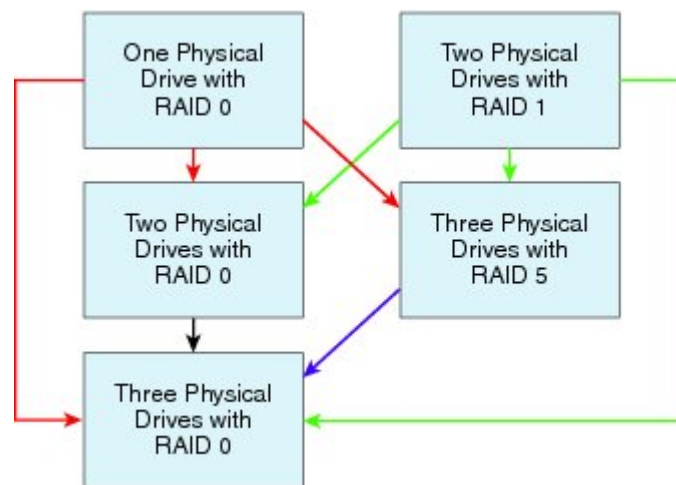 One Physical
Drive with
RAID 0
Two Physical
Drives with
RAID 1
Two Physical
Drives with
RAID 0
Three Physical
Drives with
RAID 5
Three Physical
Drives with
RAID 0